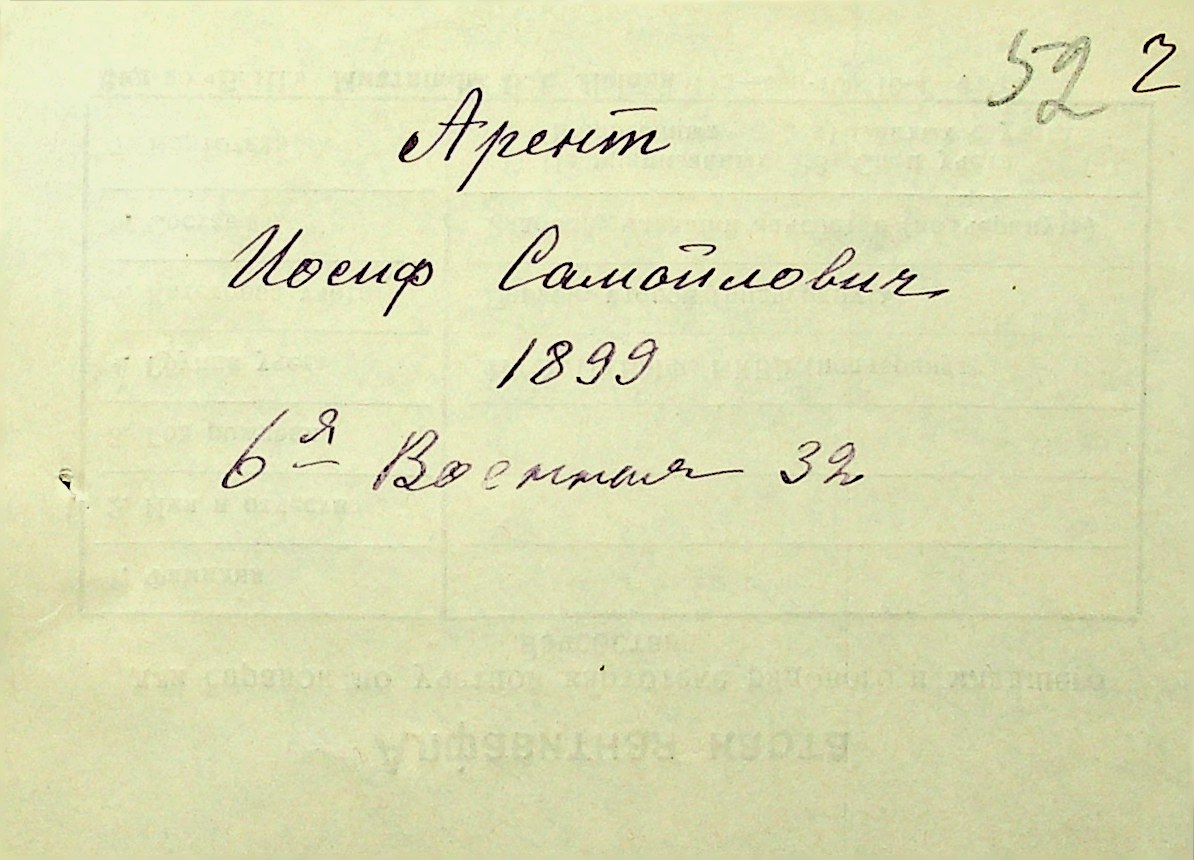 52 2
Арент
Иосиф Самойлович
1899
6я Военная 32